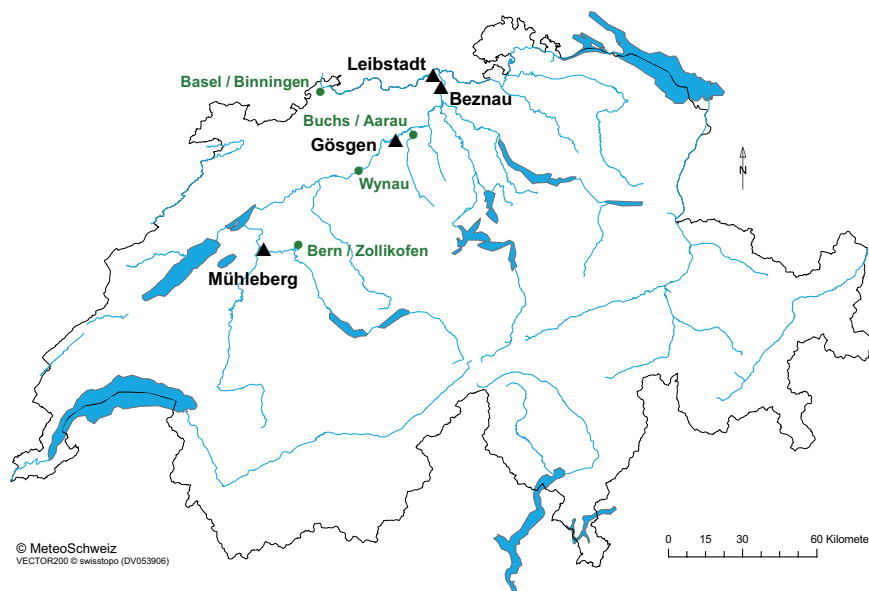 Leibstadt
Basel / Binningen
Beznau
Buchs / Aarau
Gösgen
N
Wynau
Bern / Zollikofen
Mühleberg
© MeteoSchweiz
VECTOR200 © swisstopo (DV053906)
0 15 30 60 Kilomete